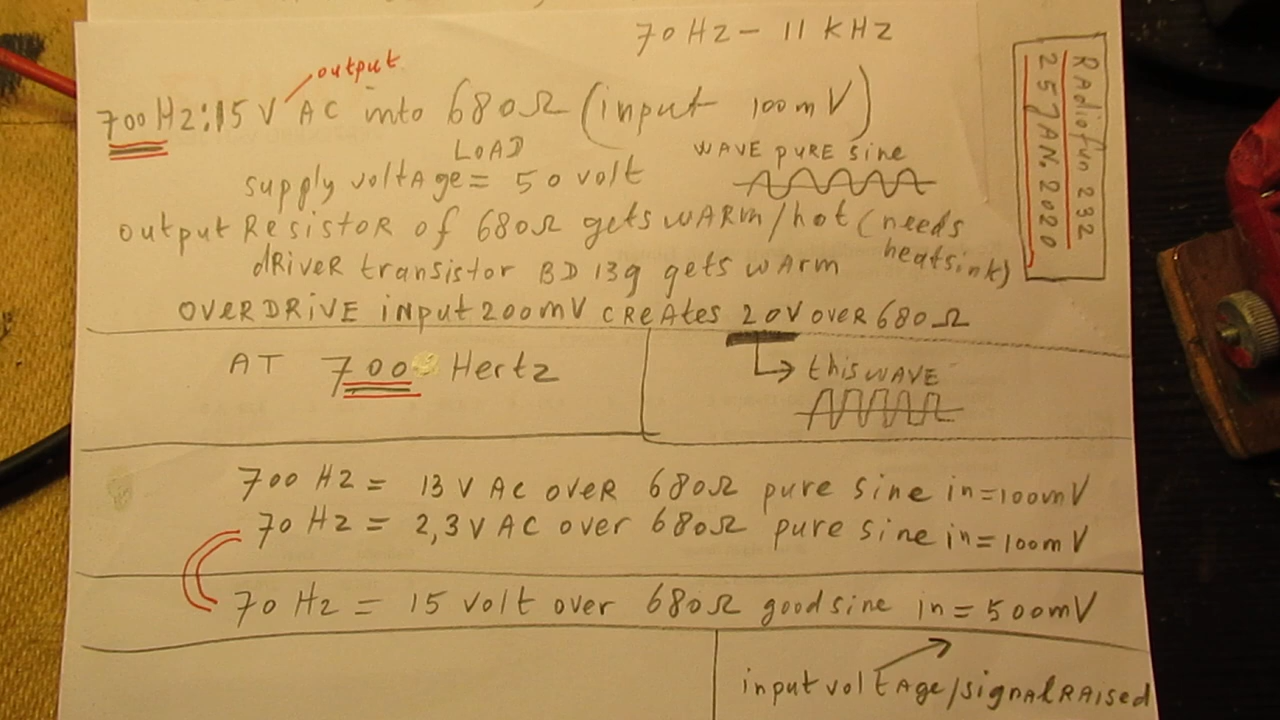 70 Hz - 11 KHZ
output
700 Hz: 15 V AC into 680Ω (input 100mV)
LOAD
WAVE PURE sine
supply voltAge = 50 volt
output Resistor of 680Ω gets wARm/hot (needs heatsink)
dRiveR transistor BD 139 gets wArm
OVERDRIVE input 200mV CReAtes 20V over 680Ω
AT 700 Hertz
this WAVE
700 Hz = 13 V AC oveR 680Ω pure sine in=100mV
70 Hz = 2,3 V AC over 680Ω pure sine in=100mV
70 Hz = 15 volt over 680Ω good sine in=500mV
input voltAge/signal RAised
RAdiofun 232
25 JAN. 2020